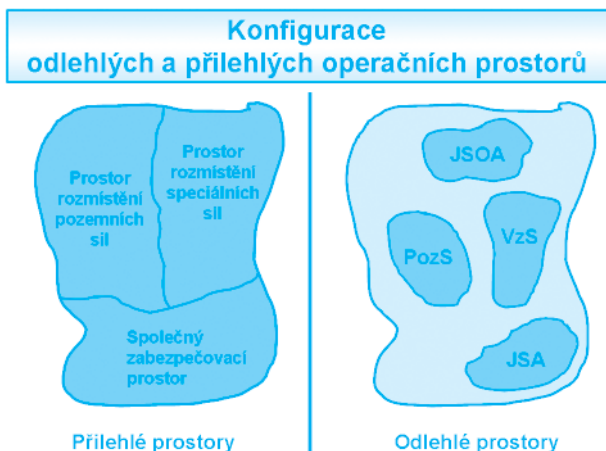 Konfigurace
odlehlých a přilehlých operačních prostorů
Prostor
rozmístění
pozemních
sil
Prostor
rozmístění
speciálních
sil
Společný
zabezpečovací
prostor
Přilehlé prostory
JSOA
PozS
VzS
JSA
Odlehlé prostory